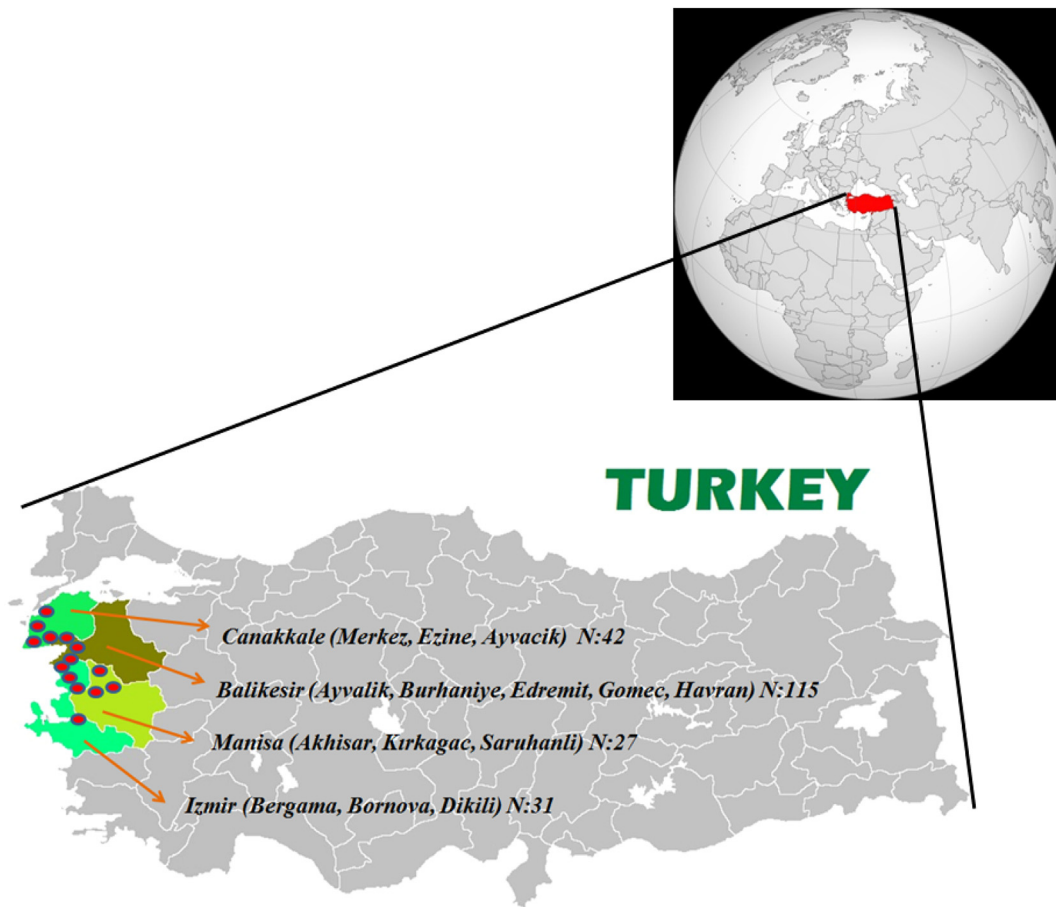 TURKEY
Canakkale (Merkez, Ezine, Ayvacik) N:42
Balikesir (Ayvalik, Burhaniye, Edremit, Gomec, Havran) N:115
Manisa (Akhisar, Kırkagac, Saruhanli) N:27
Izmir (Bergama, Bornova, Dikili) N:31